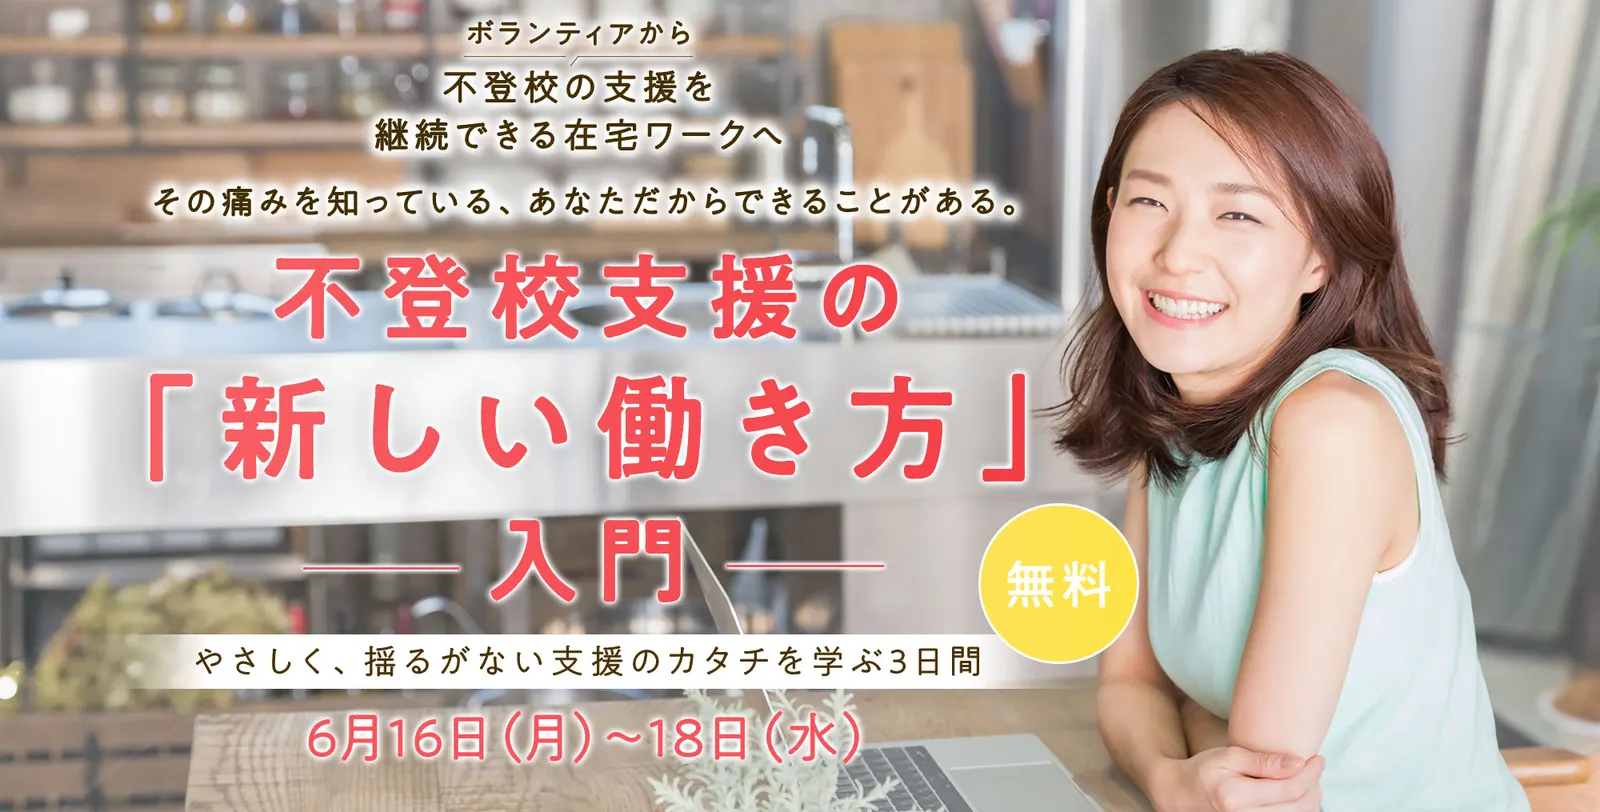 ボランティアから
不登校の支援を
継続できる在宅ワークへ
その痛みを知っている、あなただからできることがある。
不登校支援の
「新しい働き方」
入門
無料
やさしく、揺るがない支援のカタチを学ぶ3日間
6月16日(月)~18日(水)